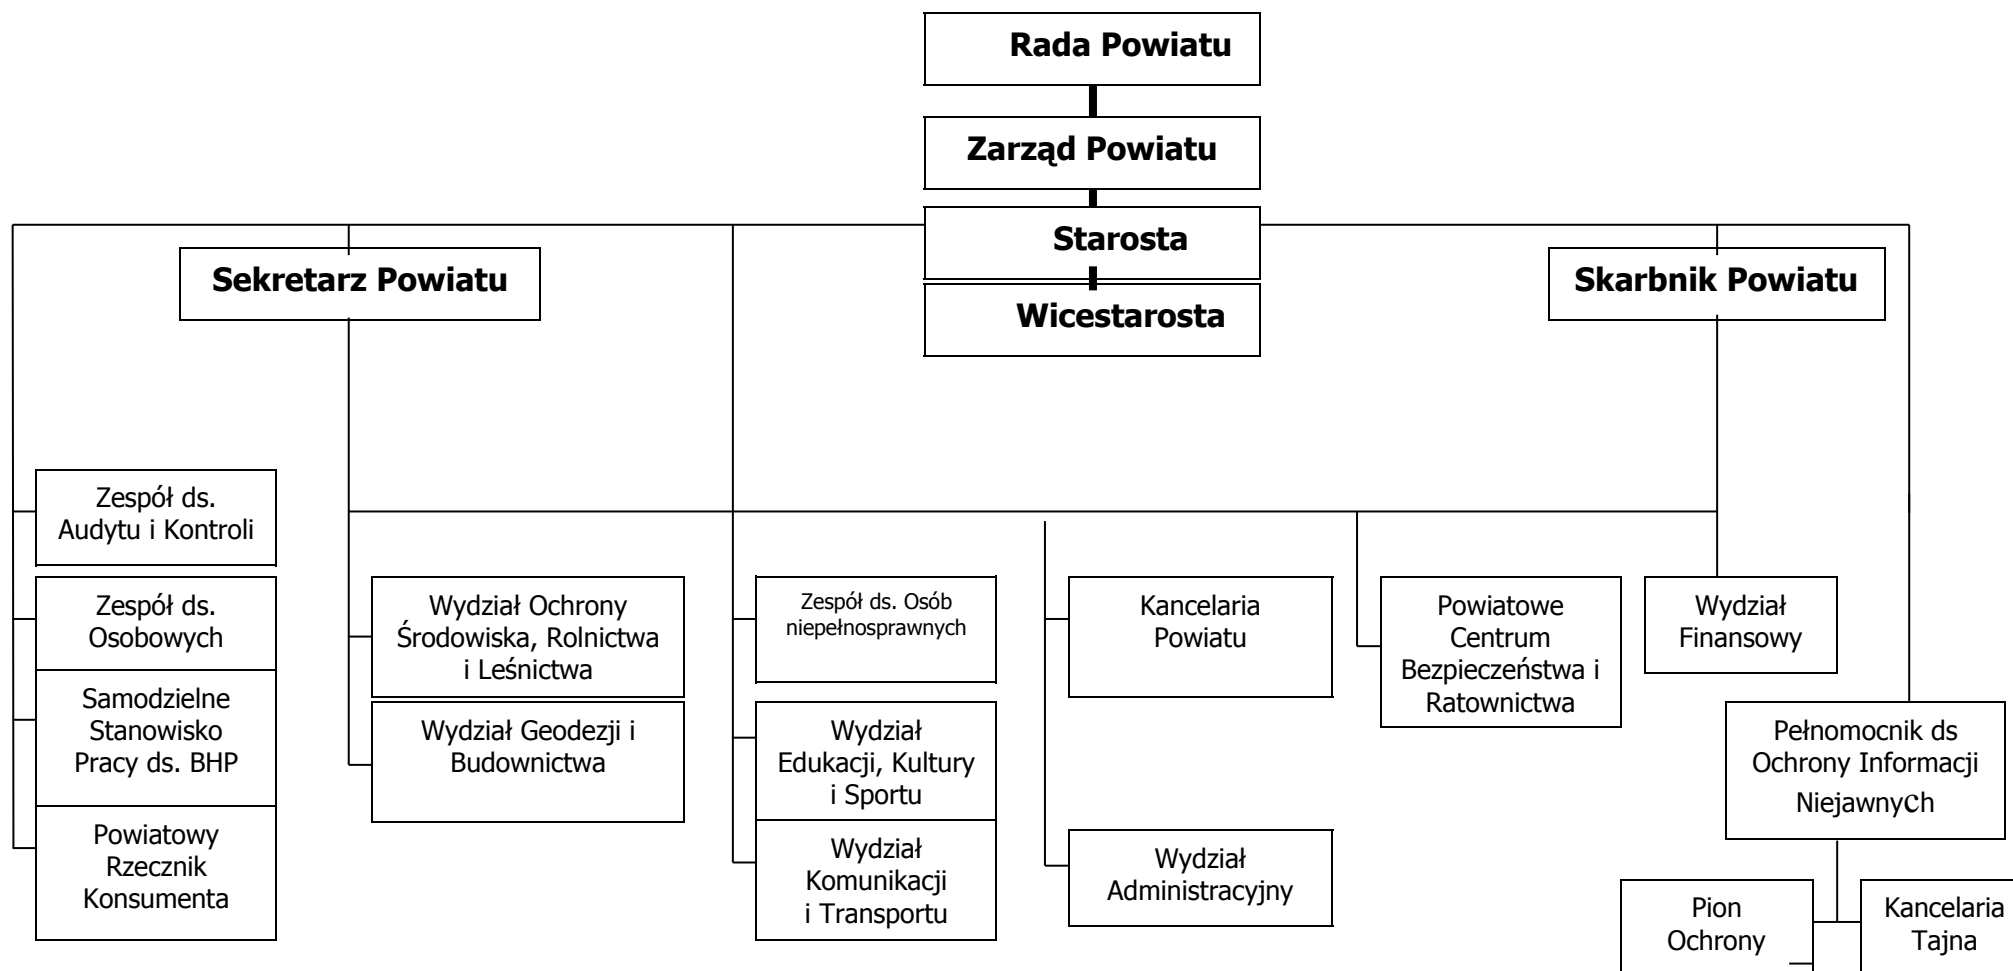 Rada Powiatu
Zarząd Powiatu
Starosta
Sekretarz Powiatu
Skarbnik Powiatu
Wicestarosta
Zespół ds.
Audytu i Kontroli
Zespół ds.
Osobowych
Samodzielne
Stanowisko
Pracy ds. BHP
Powiatowy
Rzecznik
Konsumenta
Wydział Ochrony
Środowiska, Rolnictwa
i Leśnictwa
Wydział Geodezji i
Budownictwa
Zespół ds. Osób
niepełnosprawnych
Wydział
Edukacji, Kultury
i Sportu
Wydział
Komunikacji
i Transportu
Kancelaria
Powiatu
Wydział
Administracyjny
Powiatowe
Centrum
Bezpieczeństwa i
Ratownictwa
Wydział
Finansowy
Pełnomocnik ds
Ochrony Informacji
Niejawnych
Pion
Ochrony
Kancelaria
Tajna